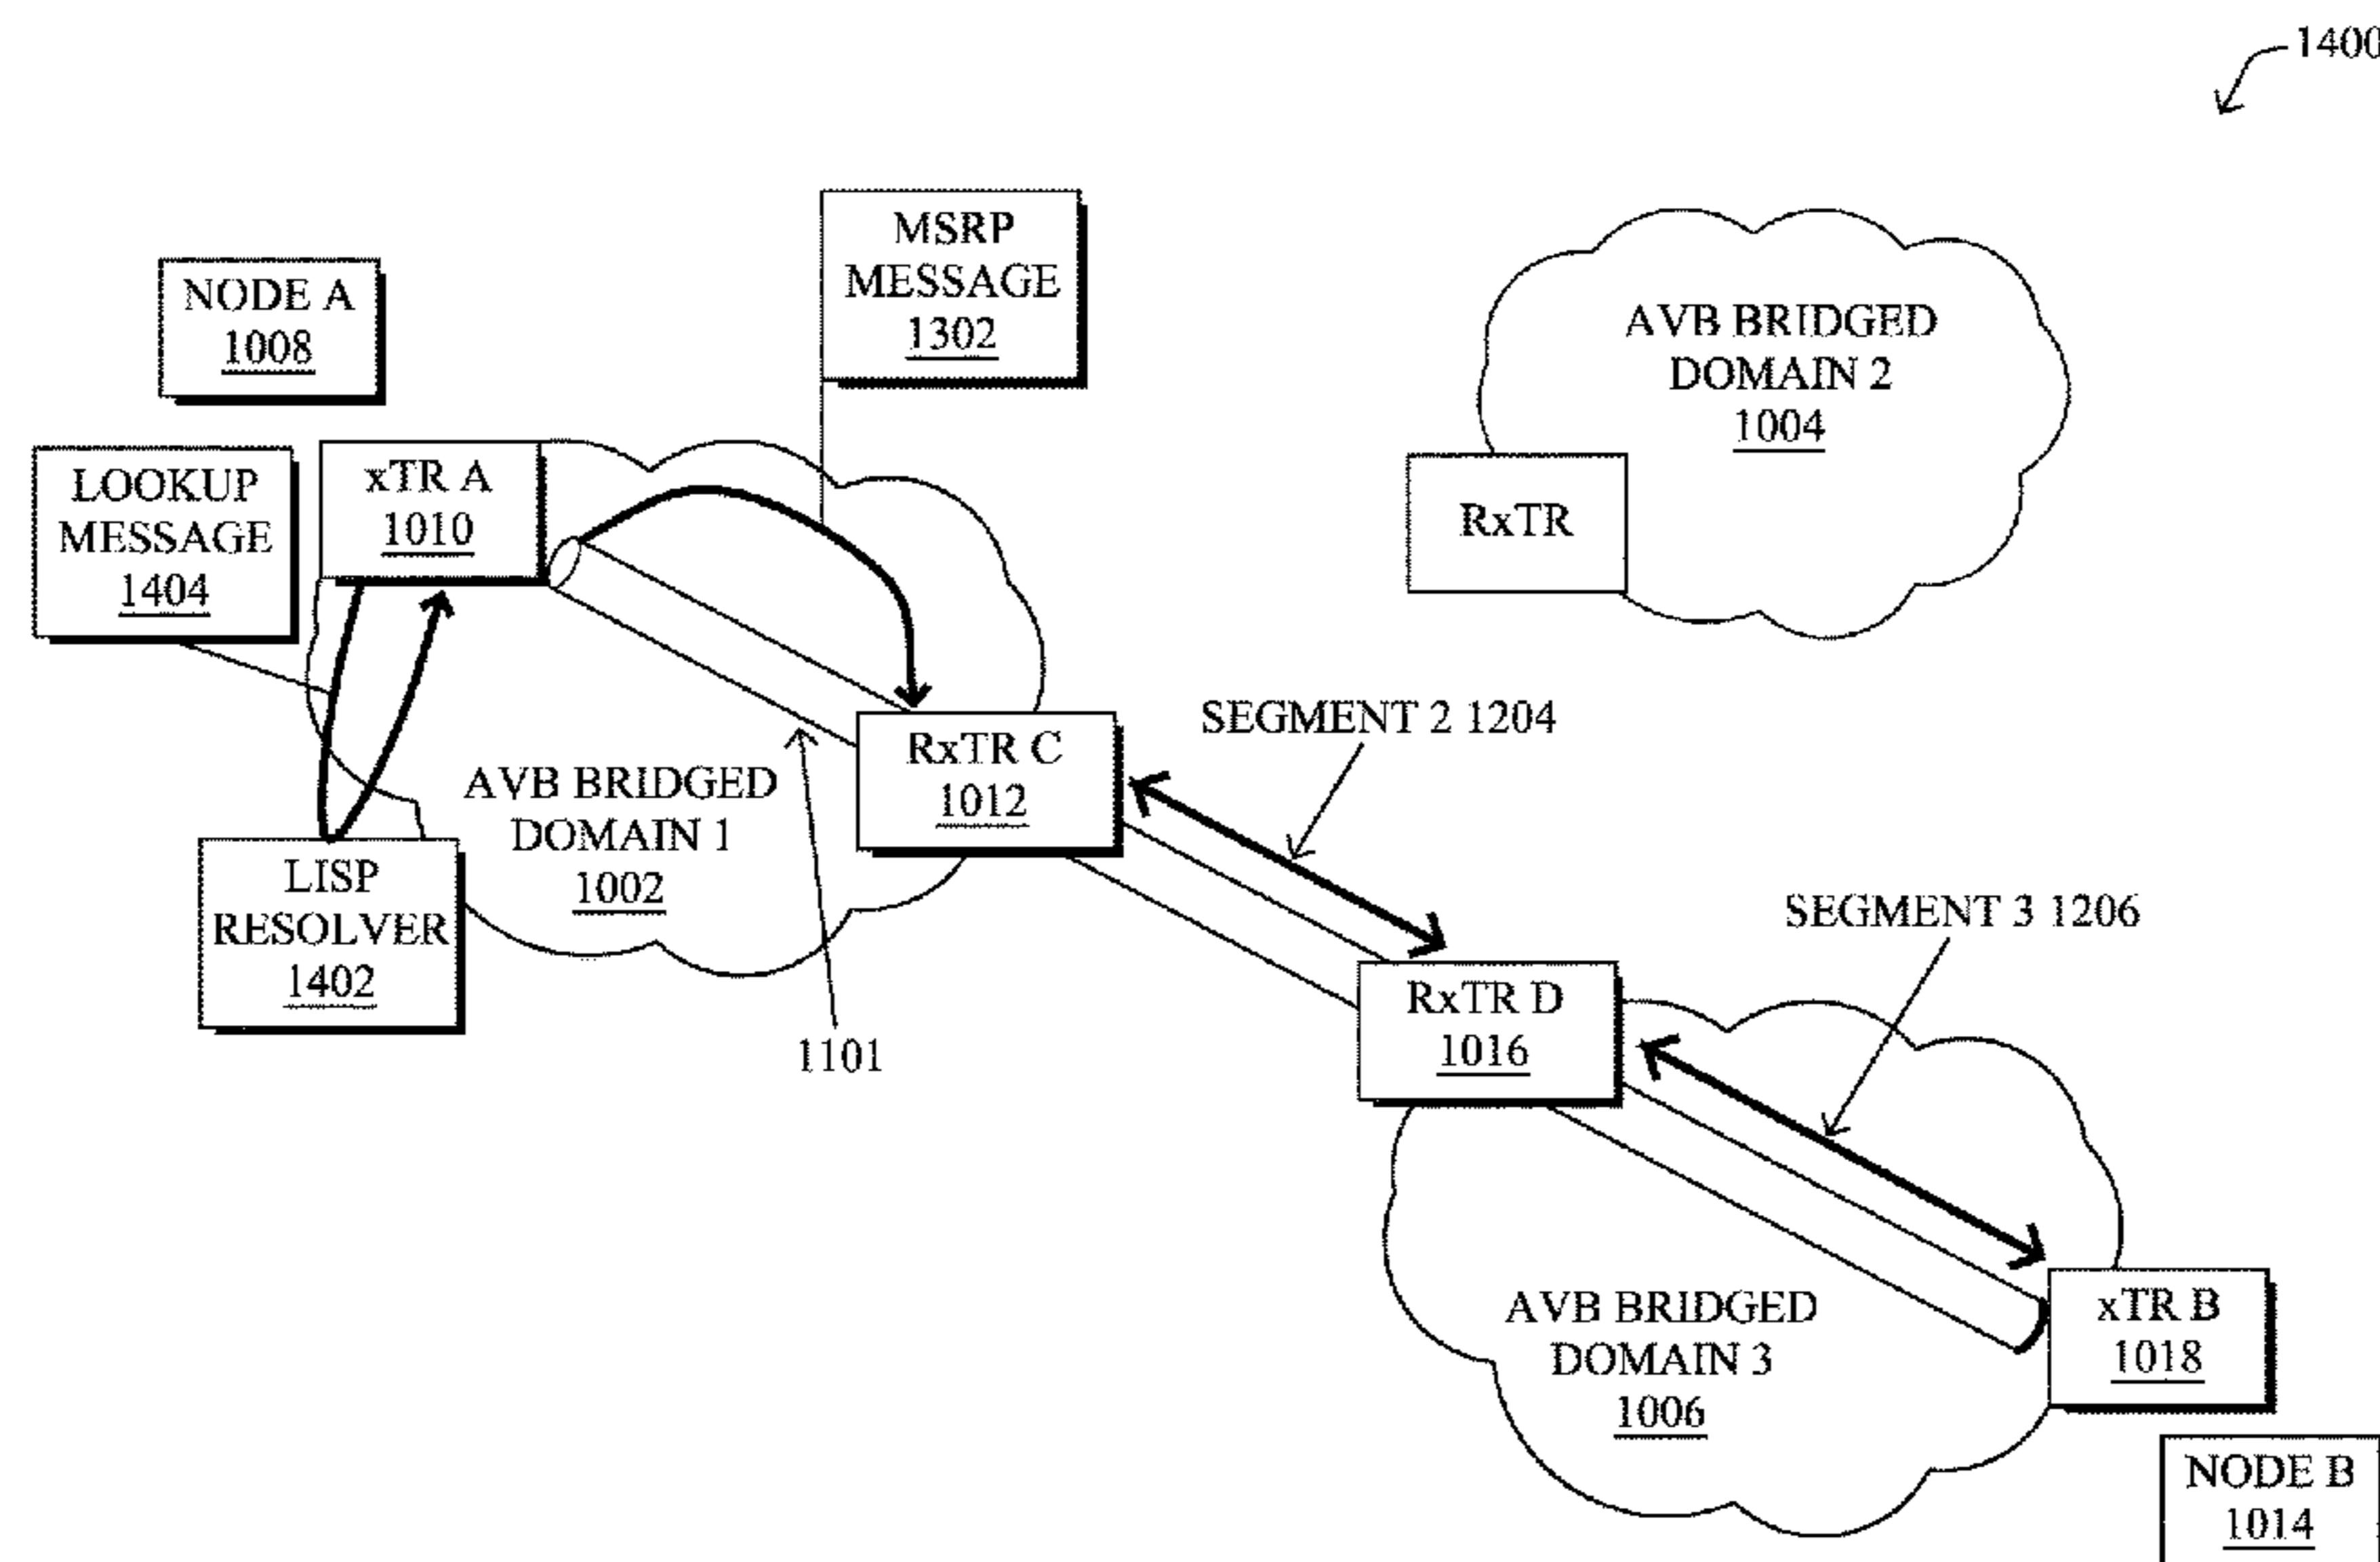 1400
MSRP
MESSAGE
1302
NODE A
1008
AVB BRIDGED
DOMAIN 2
1004
RxTR
LOOKUP
MESSAGE
1404
xTR A
1010
SEGMENT 2 1204
RxTR C
1012
AVB BRIDGED
DOMAIN 1
1002
LISP
RESOLVER
1402
1101
SEGMENT 3 1206
RxTR D
1016
AVB BRIDGED
DOMAIN 3
1006
xTR B
1018
NODE B
1014